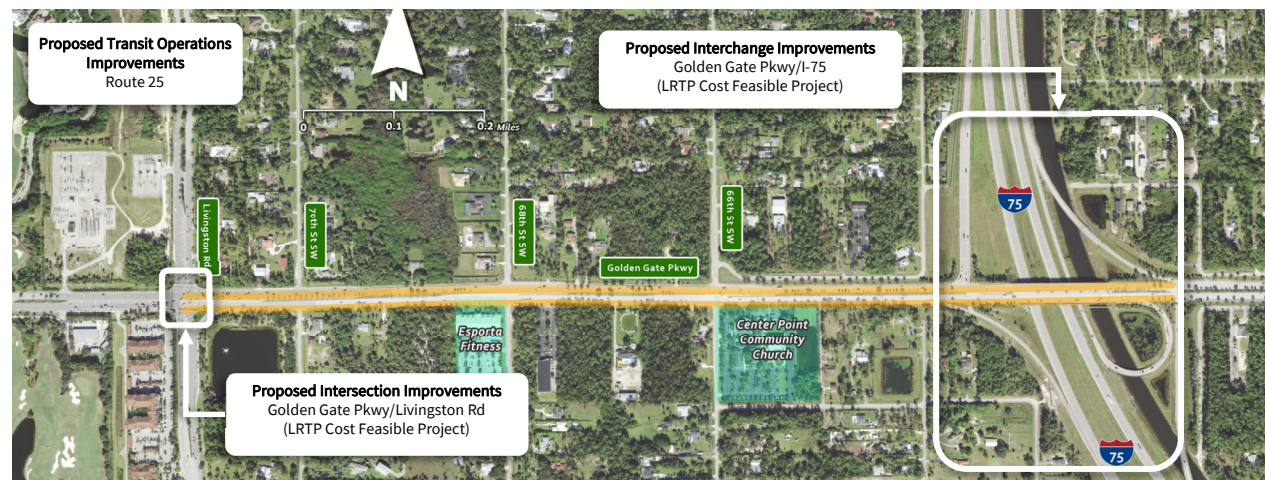 Proposed Transit Operations
Improvements
Route 25
Proposed Interchange Improvements
Golden Gate Pkwy/I-75
(LRTP Cost Feasible Project)
N
0 0.1 0.2 Miles
75
Livingston Rd
70th St SW
68th St SW
66th St SW
Golden Gate Pkwy
Esporta
Fitness
Center Point
Community
Church
Proposed Intersection Improvements
Golden Gate Pkwy/Livingston Rd
(LRTP Cost Feasible Project)
75